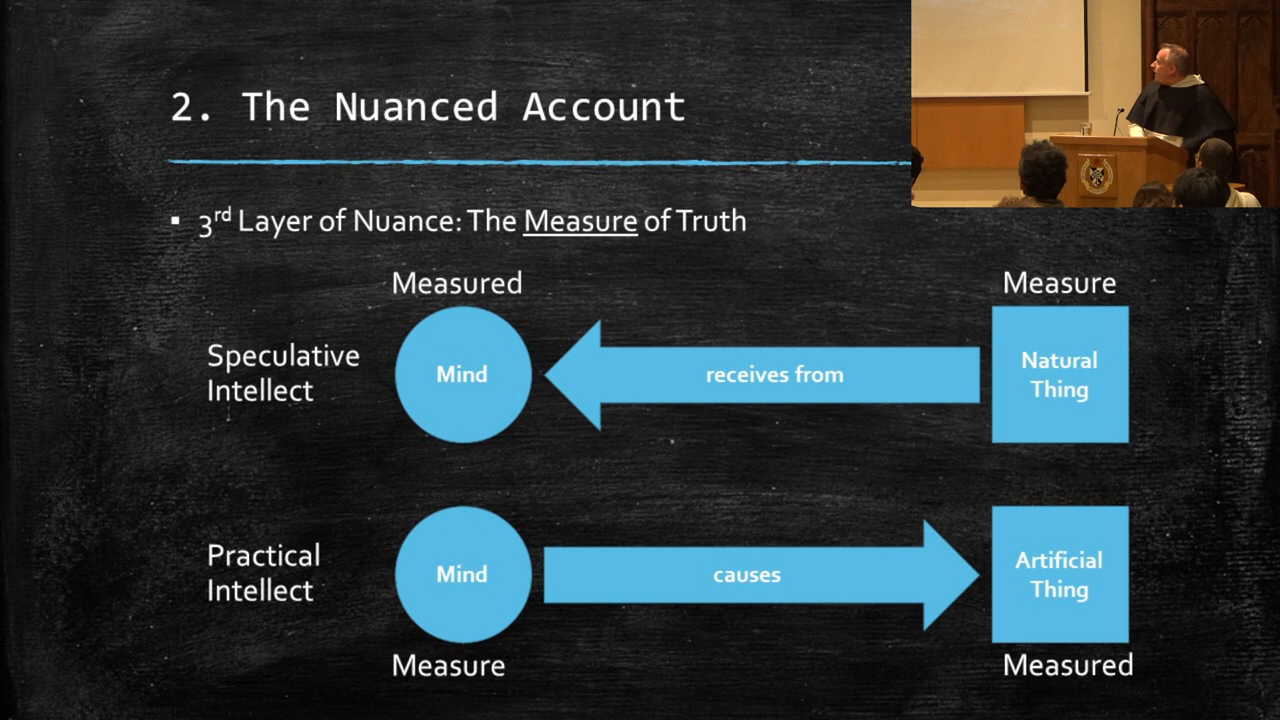 2. The Nuanced Account
▪ 3rd Layer of Nuance: The Measure of Truth
Measured
Measure
Speculative
Intellect
Mind
receives from
Natural
Thing
Practical
Intellect
Mind
causes
Artificial
Thing
Measure
Measured